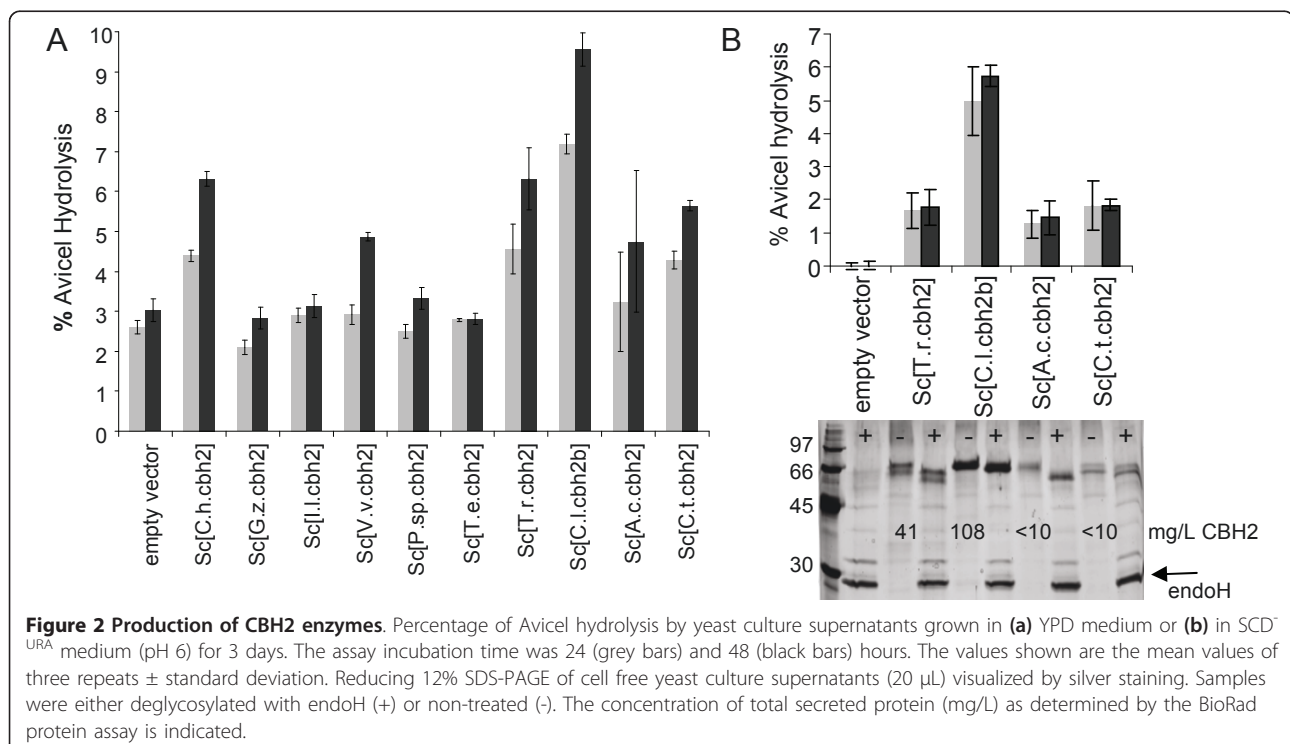 A
% Avicel Hydrolysis
10
9
7
6
5
4
3
2
1
0
empty vector
Sc[C.h.cbh2]
Sc[G.z.cbh2]
Sc[I.l.cbh2]
Sc[V.v.cbh2]
Sc[P.sp.cbh2]
Sc[T.e.cbh2]
Sc[T.r.cbh2]
Sc[C.l.cbh2b]
Sc[A.c.cbh2]
Sc[C.t.cbh2]
B
% Avicel hydrolysis
7
6
5
4
3
2
1
0
empty vector
Sc[T.r.cbh2]
Sc[C.l.cbh2b]
Sc[A.c.cbh2]
Sc[C.t.cbh2]
+ - + - + - + - +
97
66
45
30
41 108 <10 <10 mg/L CBH2
endoH
Figure 2 Production of CBH2 enzymes. Percentage of Avicel hydrolysis by yeast culture supernatants grown in (a) YPD medium or (b) in SCD-
URA medium (pH 6) for 3 days. The assay incubation time was 24 (grey bars) and 48 (black bars) hours. The values shown are the mean values of
three repeats ± standard deviation. Reducing 12% SDS-PAGE of cell free yeast culture supernatants (20 μL) visualized by silver staining. Samples
were either deglycosylated with endoH (+) or non-treated (-). The concentration of total secreted protein (mg/L) as determined by the BioRad
protein assay is indicated.